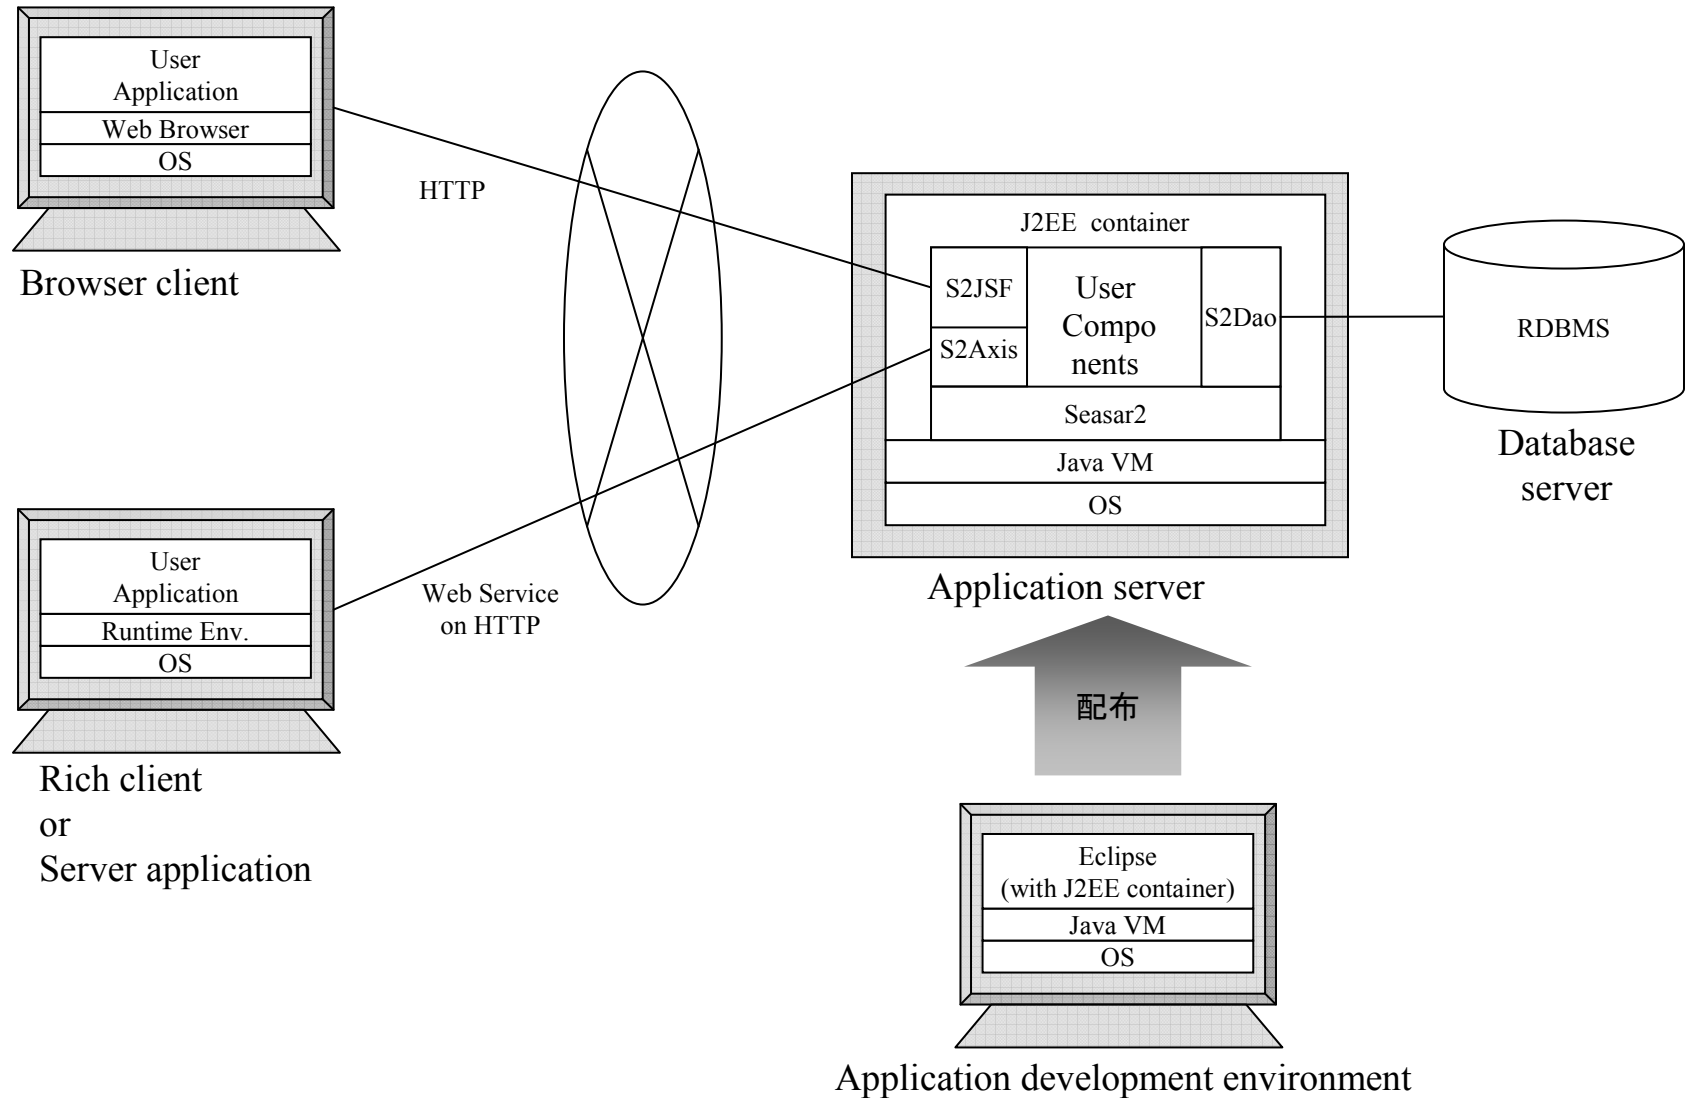 User
Application
Web Browser
OS
Browser client
HTTP
J2EE container
S2JSF
S2Axis
User
Compo
nents
S2Dao
Seasar2
Java VM
OS
Application server
RDBMS
Database
server
User
Application
Runtime Env.
OS
Rich client
or
Server application
Web Service
on HTTP
配布
Eclipse
(with J2EE container)
Java VM
OS
Application development environment